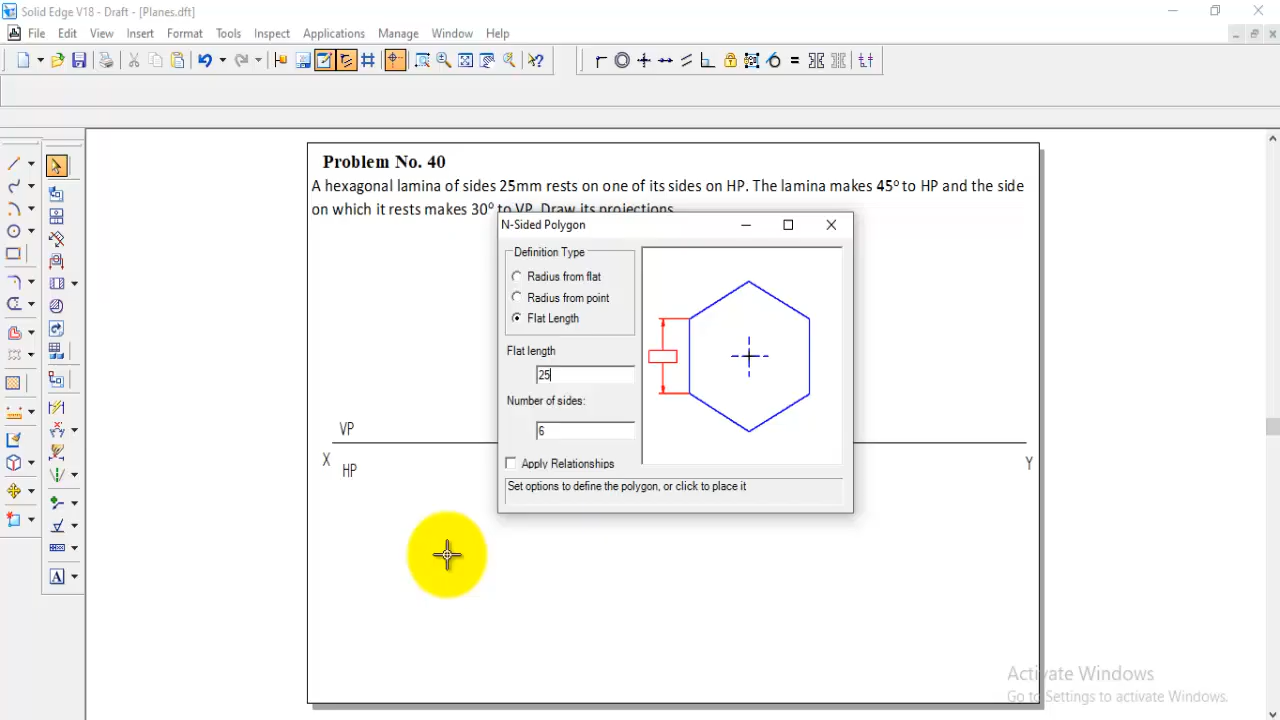 Solid Edge V18 - Draft - [Planes.dft]
File Edit View Insert Format Tools Inspect Applications Manage Window Help
Problem No. 40
A hexagonal lamina of sides 25mm rests on one of its sides on HP. The lamina makes 45º to HP and the side
on which it rests makes 30º to VP. Draw its projections.
N-Sided Polygon
Definition Type
Radius from flat
Radius from point
Flat Length
Flat length
25
Number of sides:
6
Apply Relationships
Set options to define the polygon, or click to place it
VP
X
HP
Y
A
Activate Windows
Go to Settings to activate Windows.